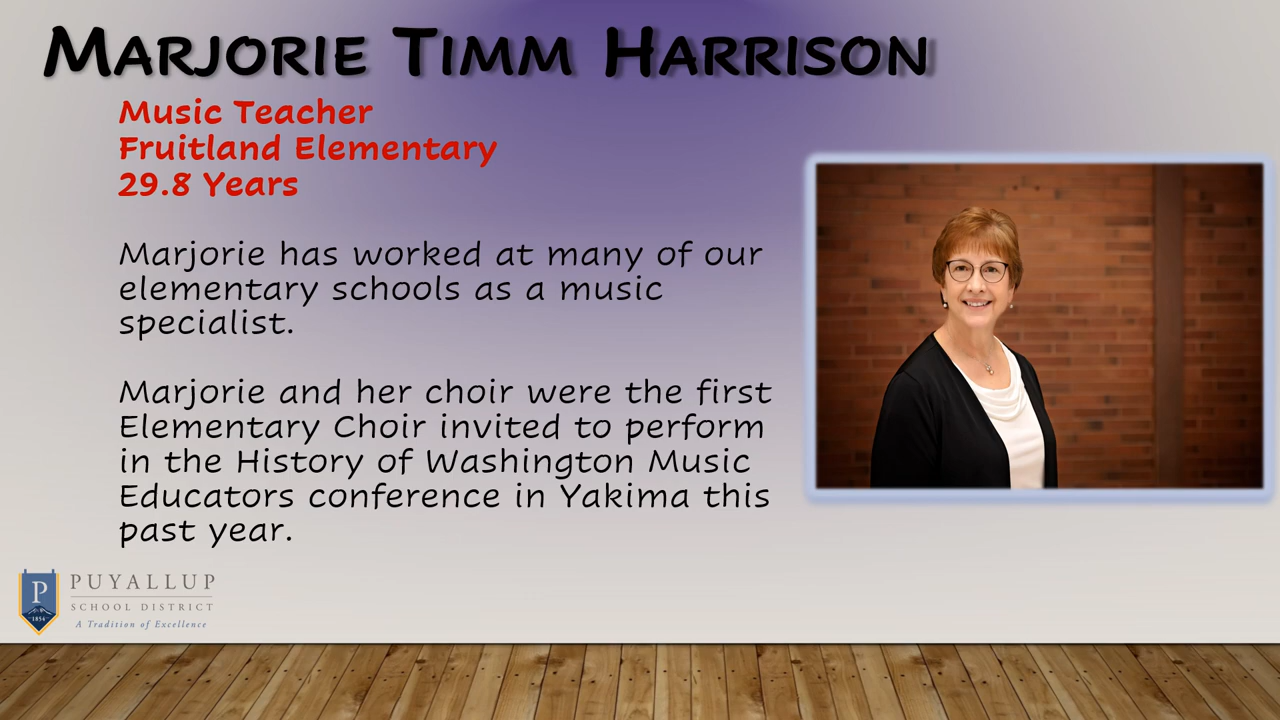 MARJORIE TIMM HARRISON
Music Teacher
Fruitland Elementary
29.8 Years
Marjorie has worked at many of our
elementary schools as a music
specialist.
Marjorie and her choir were the first
Elementary Choir invited to perform
in the History of Washington Music
Educators conference in Yakima this
past year.
P
1854
PUYALLUP
SCHOOL DISTRICT
A Tradition of Excellence